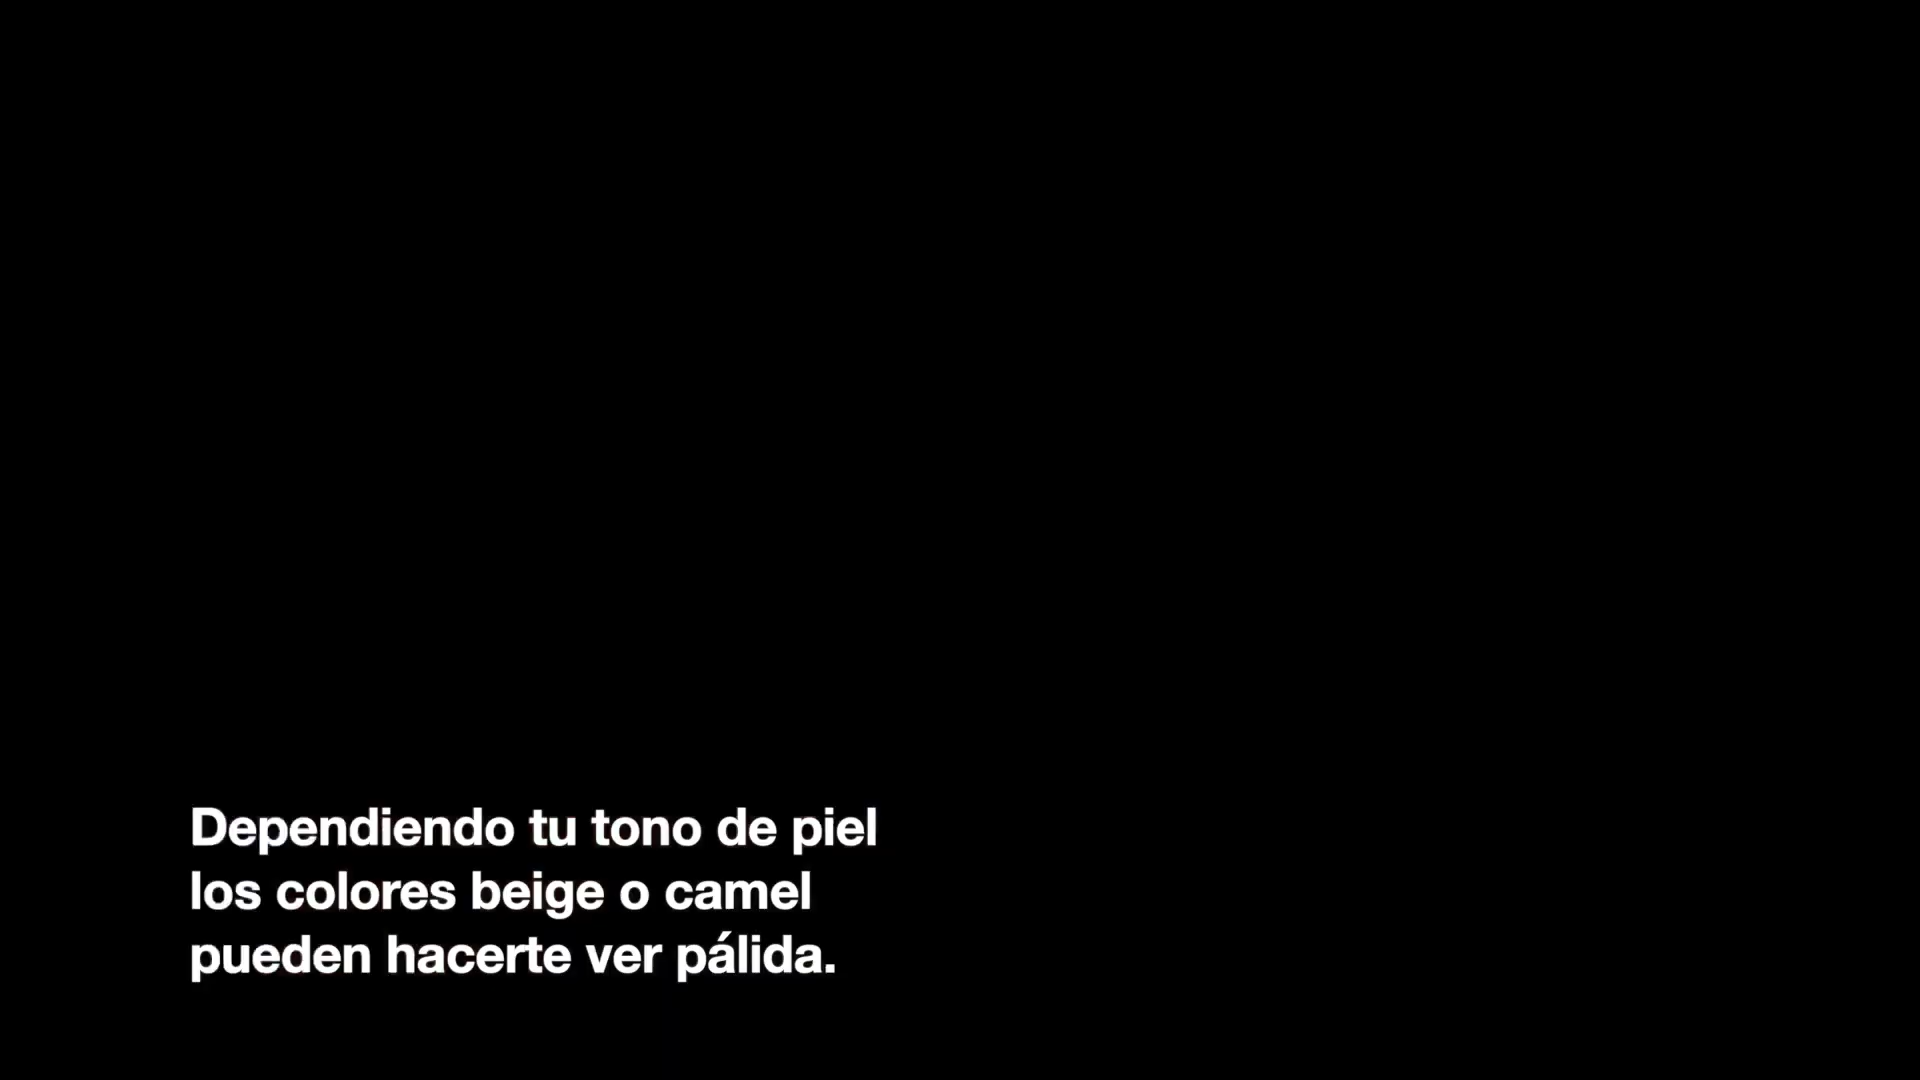 Dependiendo tu tono de piel
los colores beige o camel
pueden hacerte ver pálida.